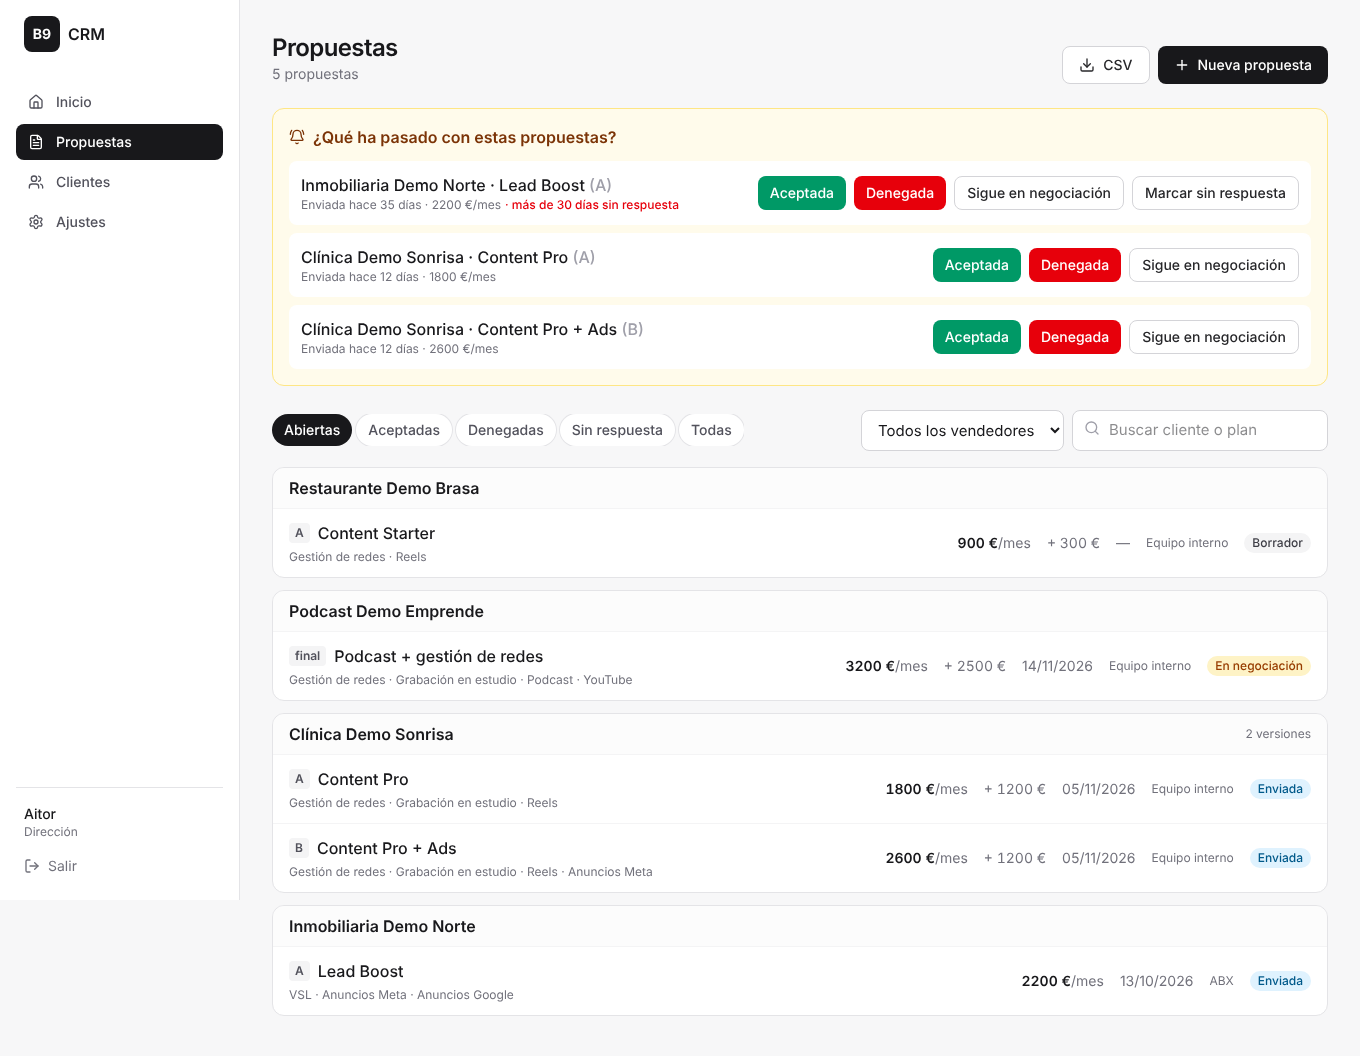 B9 CRM
Inicio
Propuestas
Clientes
Ajustes
Aitor
Dirección
Salir
Propuestas
5 propuestas
CSV
Nueva propuesta
¿Qué ha pasado con estas propuestas?
Inmobiliaria Demo Norte · Lead Boost (A)
Enviada hace 35 días · 2200 €/mes · más de 30 días sin respuesta
Aceptada Denegada Sigue en negociación Marcar sin respuesta
Clínica Demo Sonrisa · Content Pro (A)
Enviada hace 12 días · 1800 €/mes
Aceptada Denegada Sigue en negociación
Clínica Demo Sonrisa · Content Pro + Ads (B)
Enviada hace 12 días · 2600 €/mes
Aceptada Denegada Sigue en negociación
Abiertas Aceptadas Denegadas Sin respuesta Todas
Todos los vendedores
Buscar cliente o plan
Restaurante Demo Brasa
A Content Starter
Gestión de redes · Reels
900 €/mes + 300 € — Equipo interno Borrador
Podcast Demo Emprende
final Podcast + gestión de redes
Gestión de redes · Grabación en estudio · Podcast · YouTube
3200 €/mes + 2500 € 14/11/2026 Equipo interno En negociación
Clínica Demo Sonrisa
2 versiones
A Content Pro
Gestión de redes · Grabación en estudio · Reels
1800 €/mes + 1200 € 05/11/2026 Equipo interno Enviada
B Content Pro + Ads
Gestión de redes · Grabación en estudio · Reels · Anuncios Meta
2600 €/mes + 1200 € 05/11/2026 Equipo interno Enviada
Inmobiliaria Demo Norte
A Lead Boost
VSL · Anuncios Meta · Anuncios Google
2200 €/mes 13/10/2026 ABX Enviada